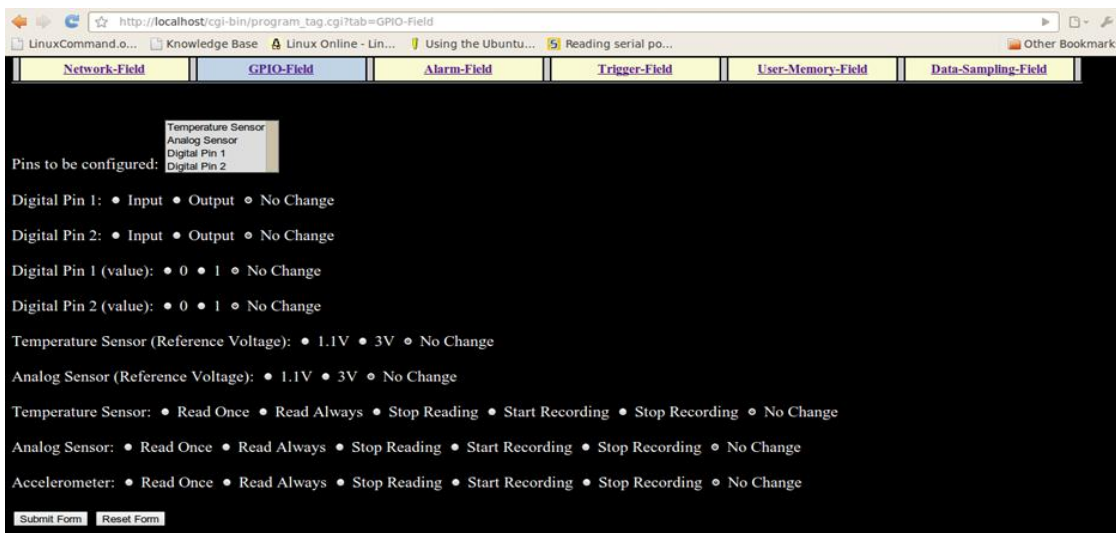 http://localhost/cgi-bin/program_tag.cgi?tab=GPIO-Field
LinuxCommand.o... Knowledge Base Linux Online - Lin... Using the Ubuntu... Reading serial po... Other Bookmark
Network-Field GPIO-Field Alarm-Field Trigger-Field User-Memory-Field Data-Sampling-Field
Temperature Sensor
Analog Sensor
Digital Pin 1
Pins to be configured: Digital Pin 2
Digital Pin 1: Input Output No Change
Digital Pin 2: Input Output No Change
Digital Pin 1 (value): 0 1 No Change
Digital Pin 2 (value): 0 1 No Change
Temperature Sensor (Reference Voltage): 1.1V 3V No Change
Analog Sensor (Reference Voltage): 1.1V 3V No Change
Temperature Sensor: Read Once Read Always Stop Reading Start Recording Stop Recording No Change
Analog Sensor: Read Once Read Always Stop Reading Start Recording Stop Recording No Change
Accelerometer: Read Once Read Always Stop Reading Start Recording Stop Recording No Change
Submit Form Reset Form